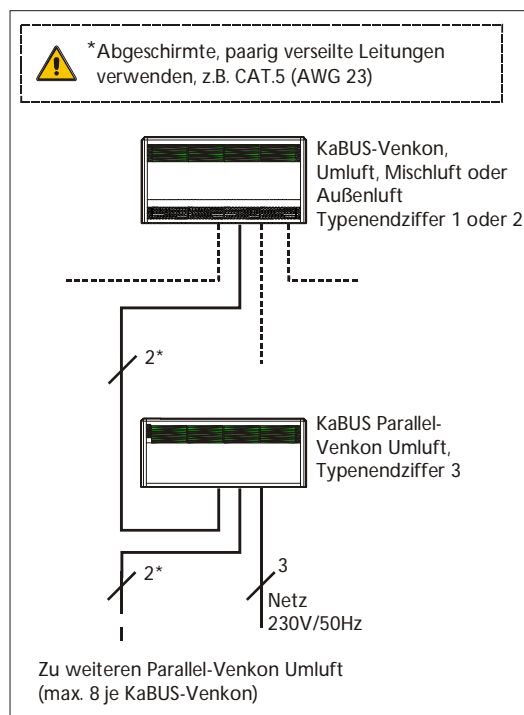 *Abgeschirmte, paarig verseilte Leitungen
verwenden, z.B. CAT.5 (AWG 23)
KaBUS-Venkon,
Umluft, Mischluft oder
Außenluft
Typenendziffer 1 oder 2
2*
KaBUS Parallel-
Venkon Umluft,
Typenendziffer 3
2*
3
Netz
230V/50Hz
Zu weiteren Parallel-Venkon Umluft
(max. 8 je KaBUS-Venkon)